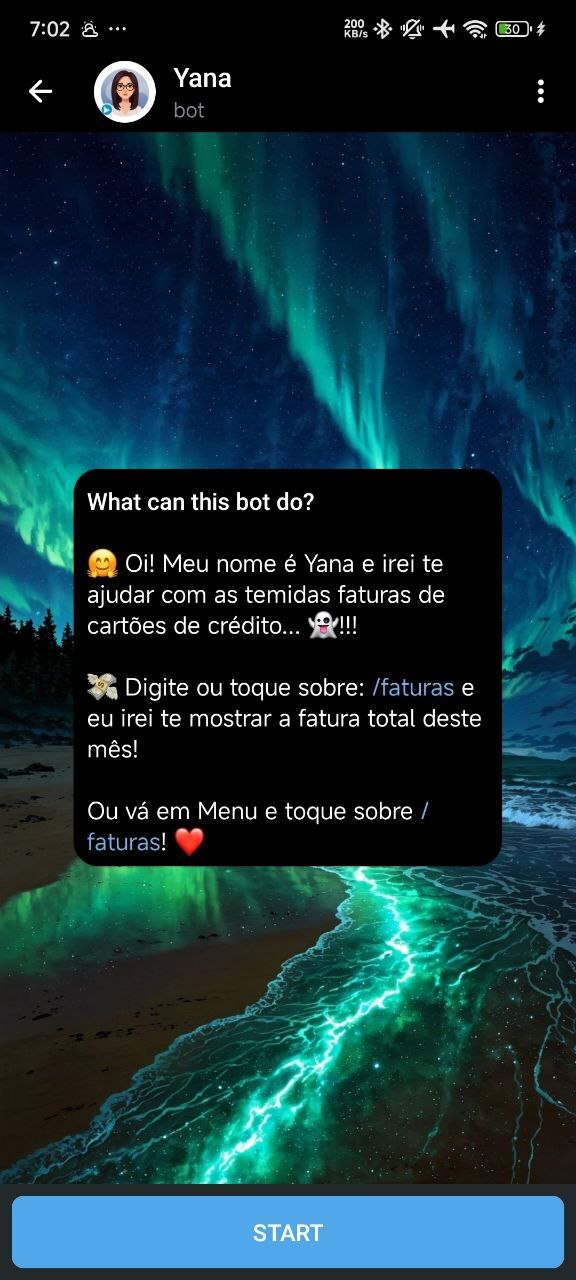 7:02 ...
200
KB/s
30
Yana
bot
What can this bot do?
🤗 Oi! Meu nome é Yana e irei te
ajudar com as temidas faturas de
cartões de crédito... 👻!!!
💸 Digite ou toque sobre: /faturas e
eu irei te mostrar a fatura total deste
mês!
Ou vá em Menu e toque sobre /
faturas! ❤️
START